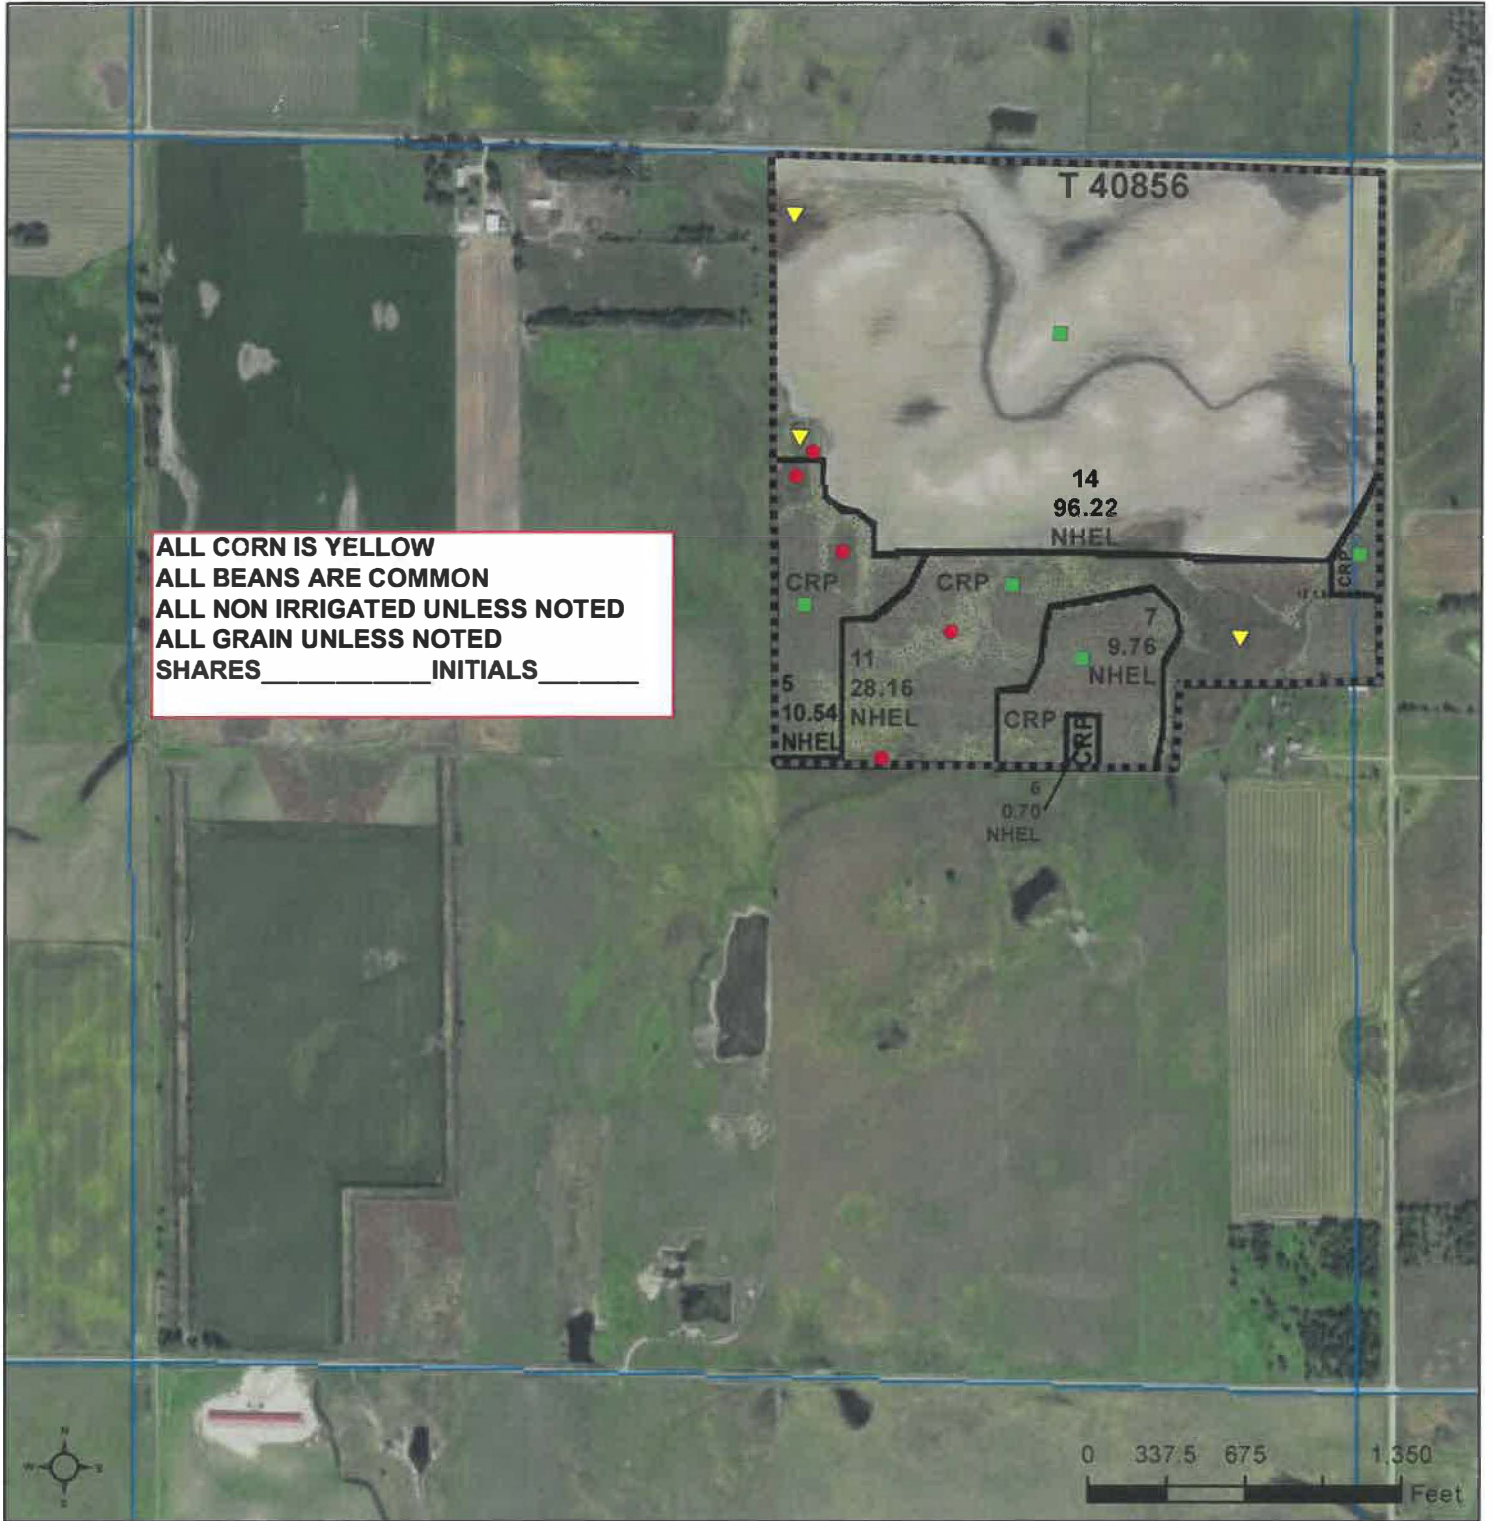 T 40856
14
96.22
NHEL
ALL CORN IS YELLOW
ALL BEANS ARE COMMON
ALL NON IRRIGATED UNLESS NOTED
ALL GRAIN UNLESS NOTED
SHARES____________INITIALS_______
CRP
CRP
CRP
7
9.76
NHEL
11
28.16
NHEL
5
10.54
NHEL
CRP
CRP
6
0.70
NHEL
N
W
S
0 337.5 675 1,350
Feet